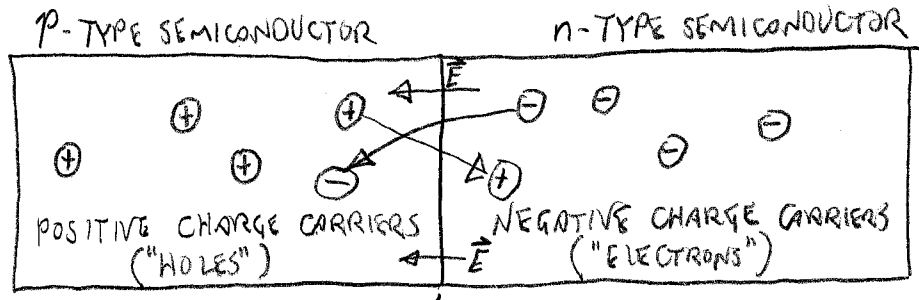 p-TYPE SEMICONDUCTOR
n-TYPE SEMICONDUCTOR
+ + + +
− − − −
− +
E⃗
POSITIVE CHARGE CARRIERS
("HOLES")
NEGATIVE CHARGE CARRIERS
("ELECTRONS")
E⃗